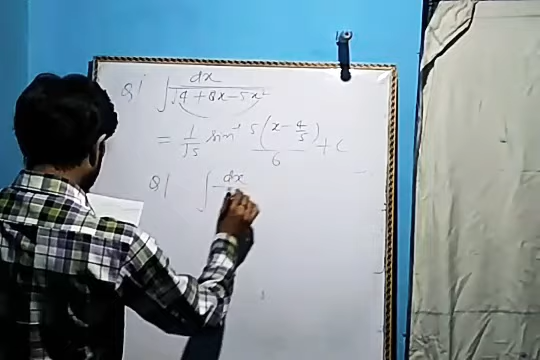 Q| ∫ dx / √(4 + 8x - 5x²)
= 1/√5 sin⁻¹ 5(x - 4/5) / 6 + C
Q| ∫ dx